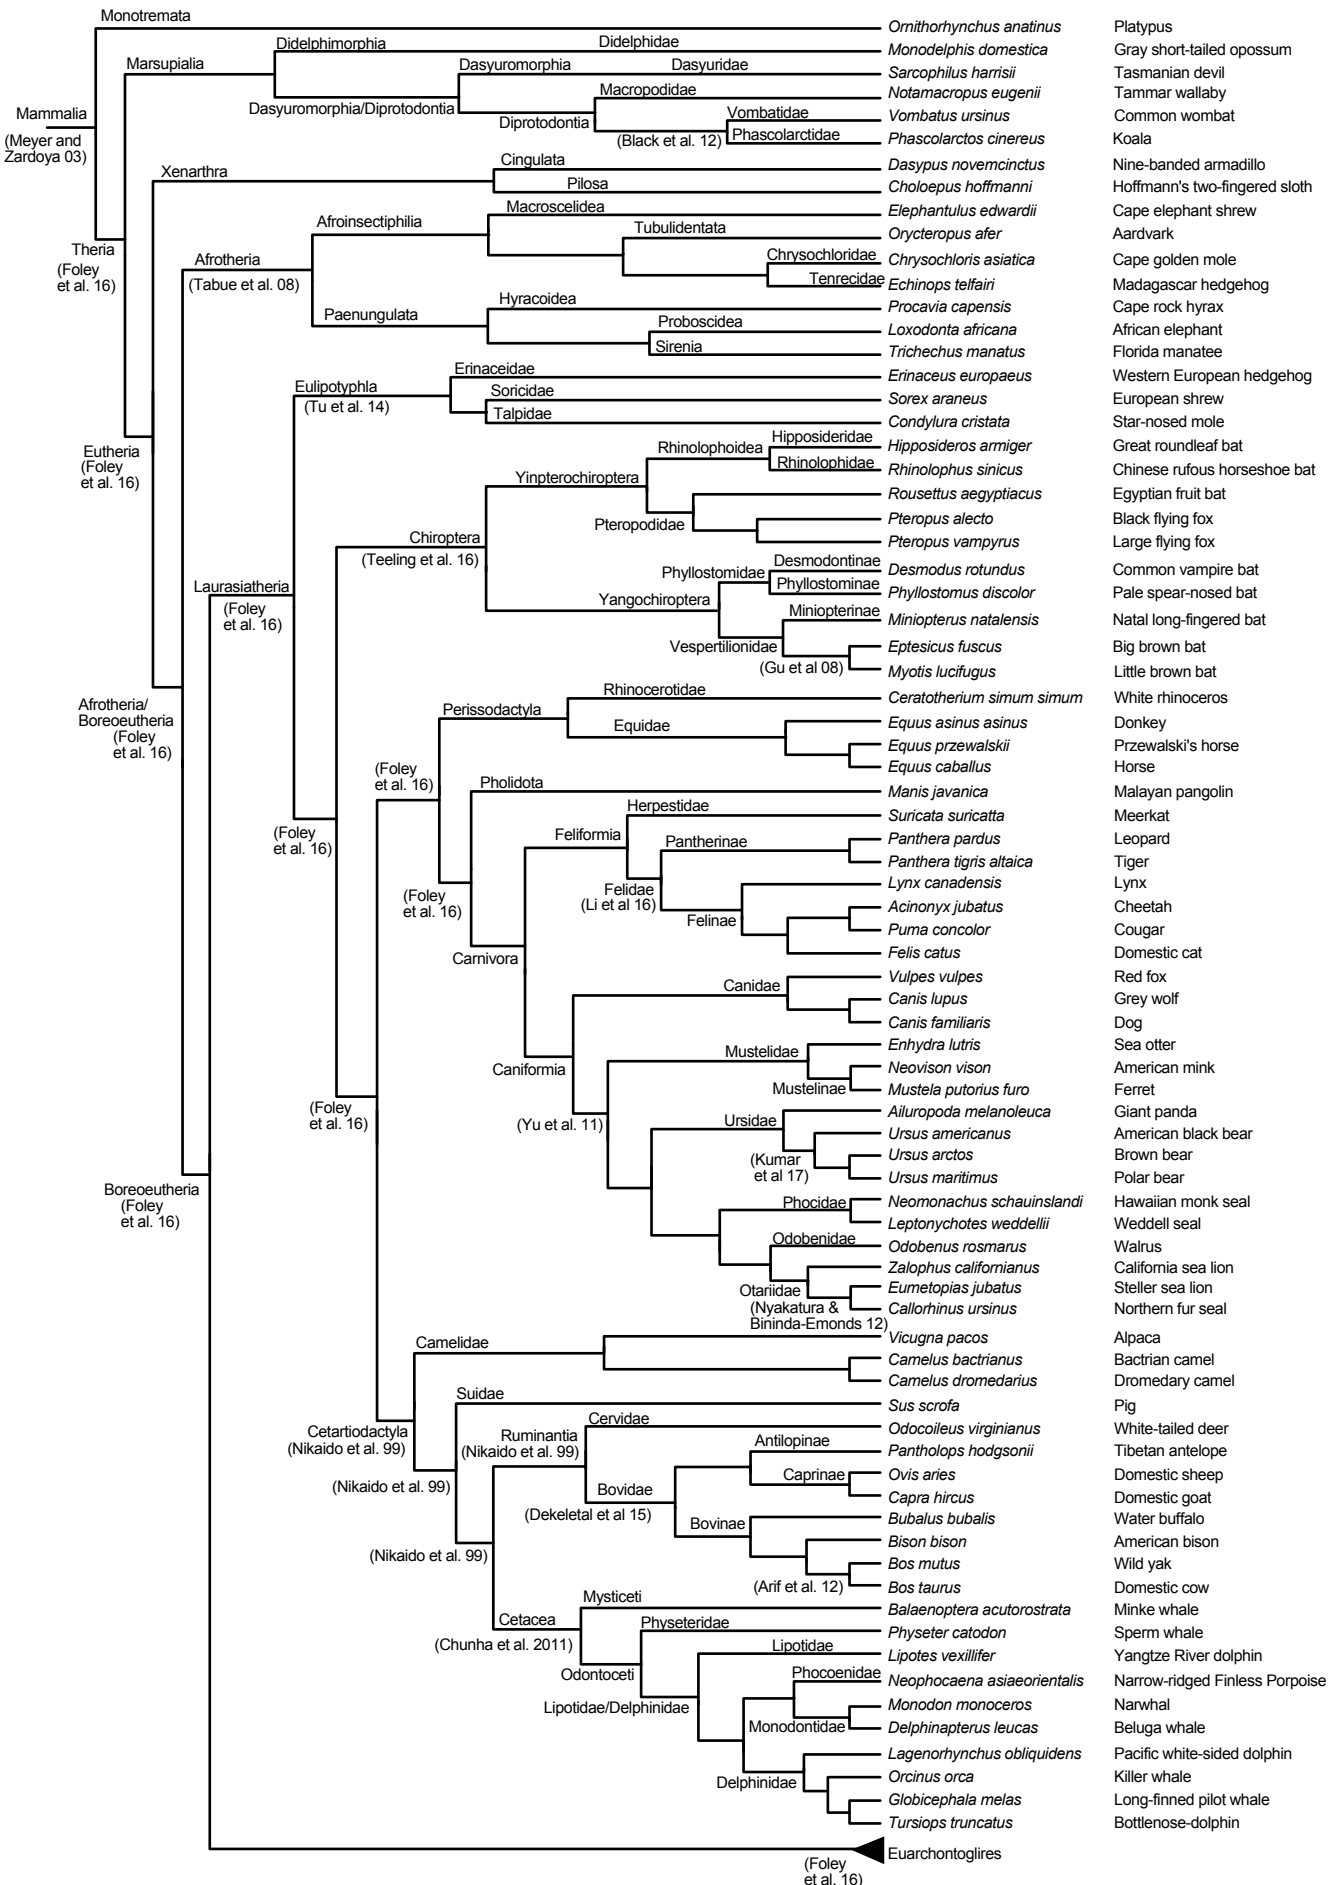 Monotremata
Ornithorhynchus anatinus Platypus
Didelphimorphia Didelphidae
Monodelphis domestica Gray short-tailed opossum
Marsupialia
Dasyuromorphia Dasyuridae
Sarcophilus harrisii Tasmanian devil
Dasyuromorphia/Diprotodontia
Macropodidae
Notamacropus eugenii Tammar wallaby
Mammalia
(Meyer and
Zardoya 03)
Diprotodontia
Vombatidae
Vombatus ursinus Common wombat
(Black et al. 12)
Phascolarctidae
Phascolarctos cinereus Koala
Xenarthra
Cingulata
Dasypus novemcinctus Nine-banded armadillo
Pilosa
Choloepus hoffmanni Hoffmann's two-fingered sloth
Theria
(Foley
et al. 16)
Afroinsectiphilia
Macroscelidea
Elephantulus edwardii Cape elephant shrew
Tubulidentata
Orycteropus afer Aardvark
Afrotheria
(Tabue et al. 08)
Chrysochloridae
Chrysochloris asiatica Cape golden mole
Tenrecidae
Echinops telfairi Madagascar hedgehog
Paenungulata
Hyracoidea
Procavia capensis Cape rock hyrax
Proboscidea
Loxodonta africana African elephant
Sirenia
Trichechus manatus Florida manatee
Eutheria
(Foley
et al. 16)
Eulipotyphla
(Tu et al. 14)
Erinaceidae
Erinaceus europaeus Western European hedgehog
Soricidae
Sorex araneus European shrew
Talpidae
Condylura cristata Star-nosed mole
Laurasiatheria
(Foley
et al. 16)
Chiroptera
(Teeling et al. 16)
Yinpterochiroptera
Rhinolophoidea
Hipposideridae
Hipposideros armiger Great roundleaf bat
Rhinolophidae
Rhinolophus sinicus Chinese rufous horseshoe bat
Rousettus aegyptiacus Egyptian fruit bat
Pteropodidae
Pteropus alecto Black flying fox
Pteropus vampyrus Large flying fox
Yangochiroptera
Phyllostomidae
Desmodontinae
Desmodus rotundus Common vampire bat
Phyllostominae
Phyllostomus discolor Pale spear-nosed bat
Miniopterinae
Miniopterus natalensis Natal long-fingered bat
Vespertilionidae
(Gu et al 08)
Eptesicus fuscus Big brown bat
Myotis lucifugus Little brown bat
Afrotheria/
Boreoeutheria
(Foley
et al. 16)
Perissodactyla
Rhinocerotidae
Ceratotherium simum simum White rhinoceros
Equidae
Equus asinus asinus Donkey
Equus przewalskii Przewalski's horse
Equus caballus Horse
(Foley
et al. 16)
Pholidota
Manis javanica Malayan pangolin
(Foley
et al. 16)
Feliformia
Herpestidae
Suricata suricatta Meerkat
Pantherinae
Panthera pardus Leopard
Panthera tigris altaica Tiger
(Foley
et al. 16)
Felidae
(Li et al 16)
Lynx canadensis Lynx
Felinae
Acinonyx jubatus Cheetah
Puma concolor Cougar
Felis catus Domestic cat
Carnivora
Canidae
Vulpes vulpes Red fox
Canis lupus Grey wolf
Canis familiaris Dog
Caniformia
Mustelidae
Enhydra lutris Sea otter
Neovison vison American mink
Mustelinae
Mustela putorius furo Ferret
(Foley
et al. 16)
(Yu et al. 11)
Ursidae
Ailuropoda melanoleuca Giant panda
Ursus americanus American black bear
(Kumar
et al 17)
Ursus arctos Brown bear
Ursus maritimus Polar bear
Boreoeutheria
(Foley
et al. 16)
Phocidae
Neomonachus schauinslandi Hawaiian monk seal
Leptonychotes weddellii Weddell seal
Odobenidae
Odobenus rosmarus Walrus
Zalophus californianus California sea lion
Otariidae
(Nyakatura &
Bininda-Emonds 12)
Eumetopias jubatus Steller sea lion
Callorhinus ursinus Northern fur seal
Camelidae
Vicugna pacos Alpaca
Camelus bactrianus Bactrian camel
Camelus dromedarius Dromedary camel
Cetartiodactyla
(Nikaido et al. 99)
Suidae
Sus scrofa Pig
(Nikaido et al. 99)
Ruminantia
(Nikaido et al. 99)
Cervidae
Odocoileus virginianus White-tailed deer
Antilopinae
Pantholops hodgsonii Tibetan antelope
Bovidae
(Dekeletal et al 15)
Caprinae
Ovis aries Domestic sheep
Capra hircus Domestic goat
Bovinae
Bubalus bubalis Water buffalo
Bison bison American bison
(Nikaido et al. 99)
Bos mutus Wild yak
(Arif et al. 12)
Bos taurus Domestic cow
Cetacea
(Chunha et al. 2011)
Mysticeti
Balaenoptera acutorostrata Minke whale
Physeteridae
Physeter catodon Sperm whale
Odontoceti
Lipotidae
Lipotes vexillifer Yangtze River dolphin
Lipotidae/Delphinidae
Phocoenidae
Neophocaena asiaeorientalis Narrow-ridged Finless Porpoise
Monodon monoceros Narwhal
Monodontidae
Delphinapterus leucas Beluga whale
Lagenorhynchus obliquidens Pacific white-sided dolphin
Delphinidae
Orcinus orca Killer whale
Globicephala melas Long-finned pilot whale
Tursiops truncatus Bottlenose-dolphin
Euarchontoglires
(Foley
et al. 16)